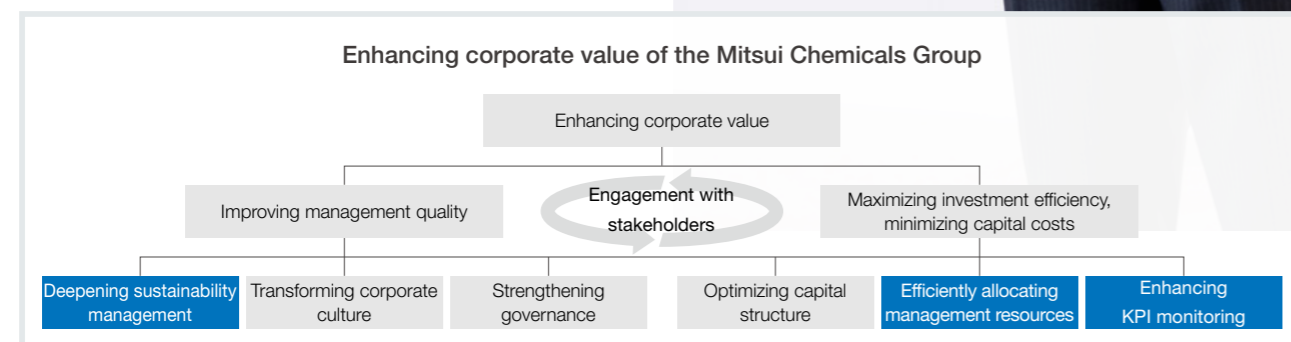 Enhancing corporate value of the Mitsui Chemicals Group
Enhancing corporate value
Improving management quality
Engagement with
stakeholders
Maximizing investment efficiency,
minimizing capital costs
Deepening sustainability
management
Transforming corporate
culture
Strengthening
governance
Optimizing capital
structure
Efficiently allocating
management resources
Enhancing
KPI monitoring